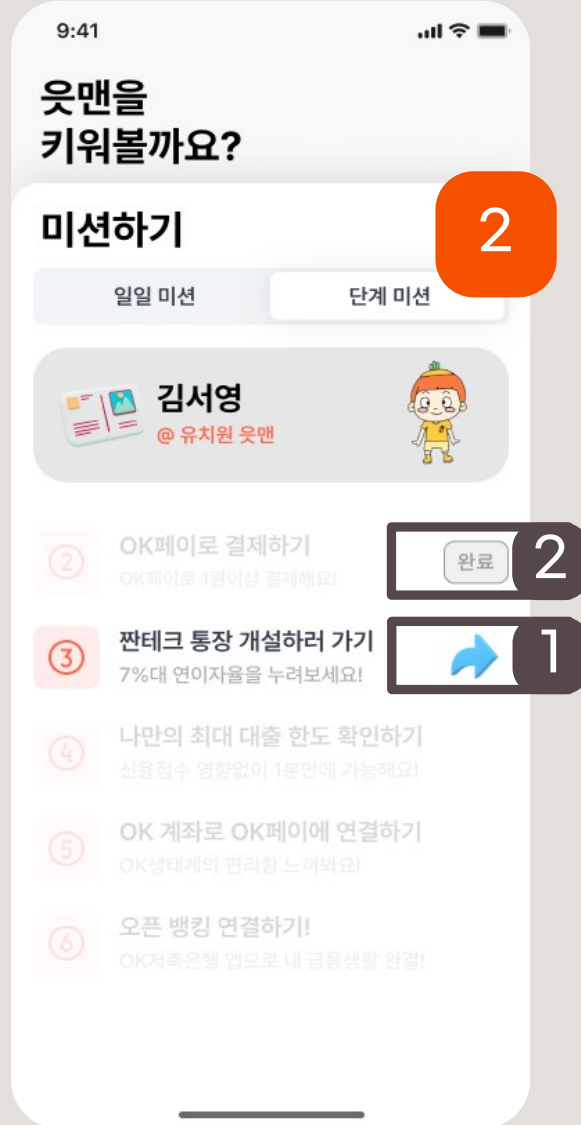 9:41
읏맨을
키워볼까요?
미션하기
2
일일 미션
단계 미션
김서영
@ 유치원 읏맨
② OK페이로 결제하기
OK페이로 1원이상 결제해요!
완료
2
③ 짠테크 통장 개설하러 가기
7%대 연이자율을 누려보세요!
1
④ 나만의 최대 대출 한도 확인하기
신용점수 영향없이 1분만에 가능해요!
⑤ OK 계좌로 OK페이에 연결하기
OK생태계의 편리함 느껴봐요!
⑥ 오픈 뱅킹 연결하기!
OK저축은행 앱으로 내 금융생활 완결!